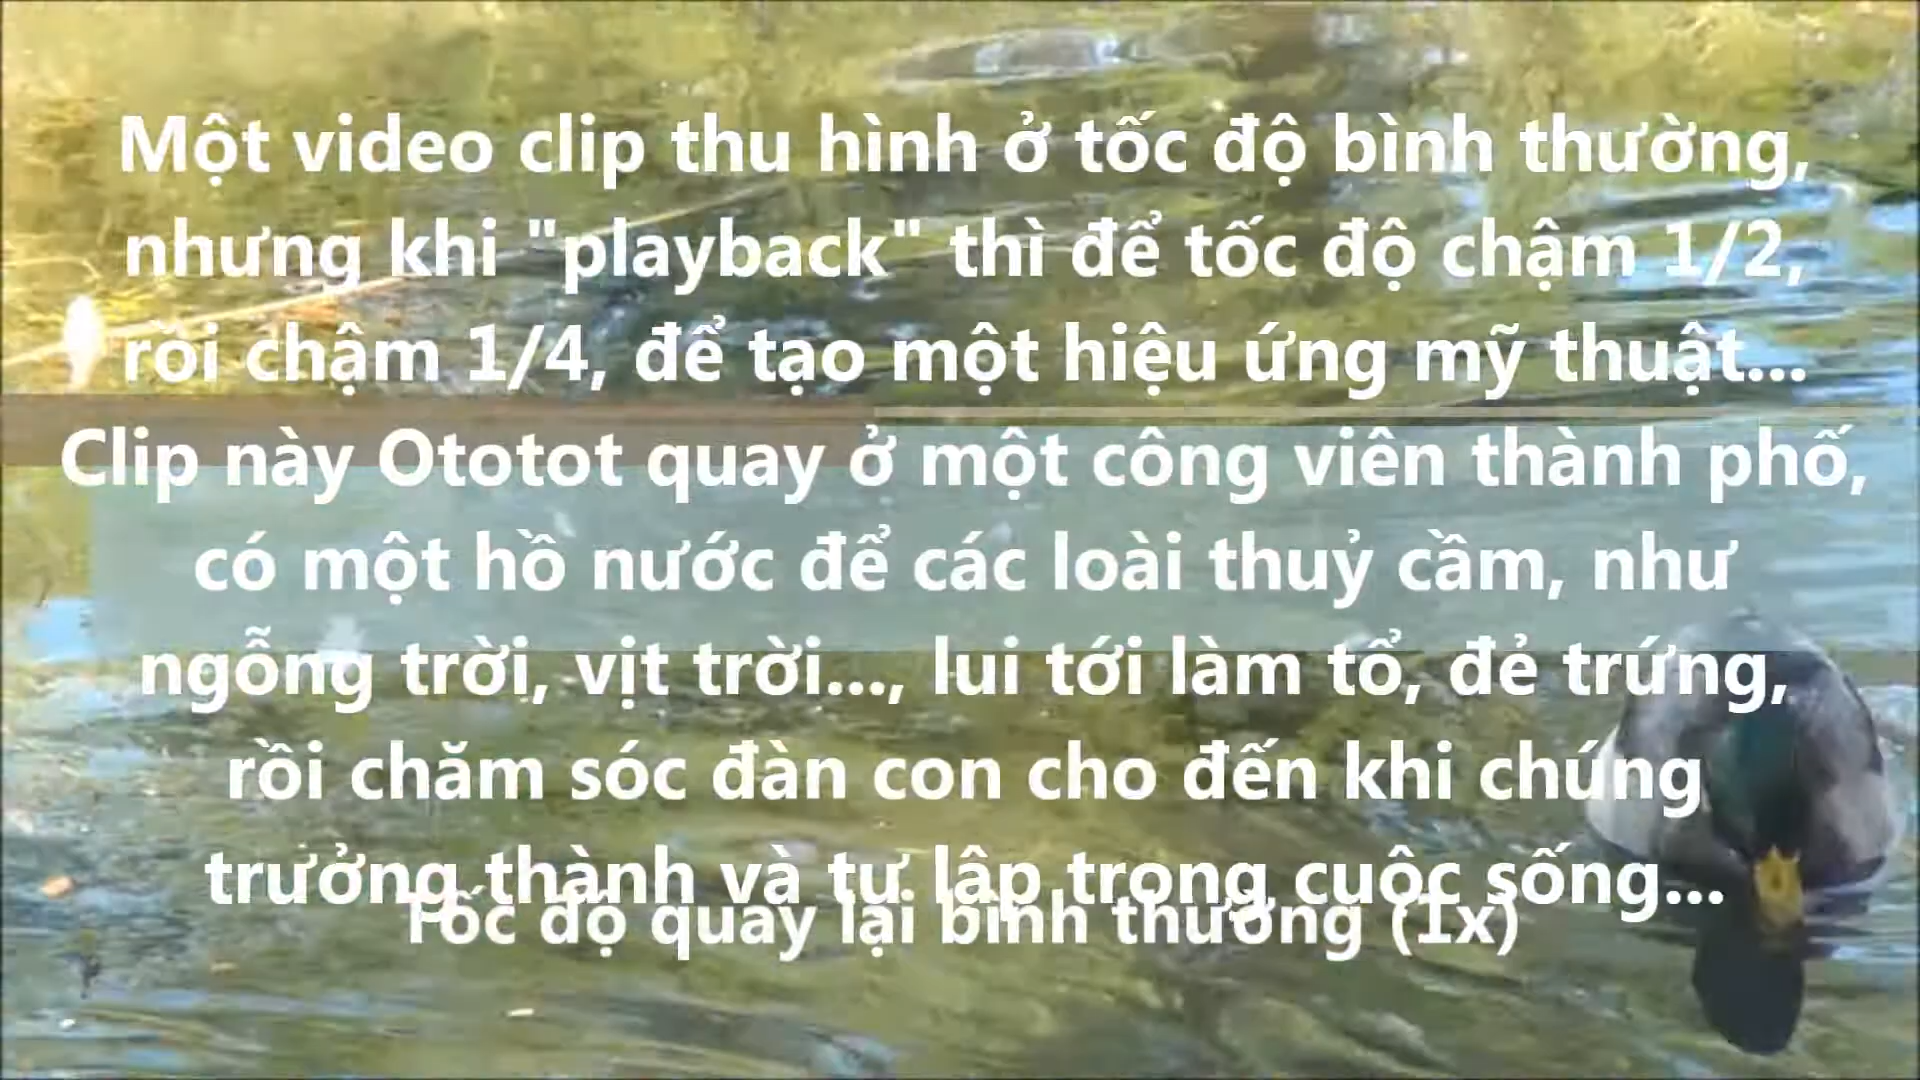 Một video clip thu hình ở tốc độ bình thường,
nhưng khi "playback" thì để tốc độ chậm 1/2,
rồi chậm 1/4, để tạo một hiệu ứng mỹ thuật...
Clip này Ototot quay ở một công viên thành phố,
có một hồ nước để các loài thuỷ cầm, như
ngỗng trời, vịt trời..., lui tới làm tổ, đẻ trứng,
rồi chăm sóc đàn con cho đến khi chúng
trưởng thành và tự lập trong cuộc sống...
Tốc độ quay lại bình thường (1x)